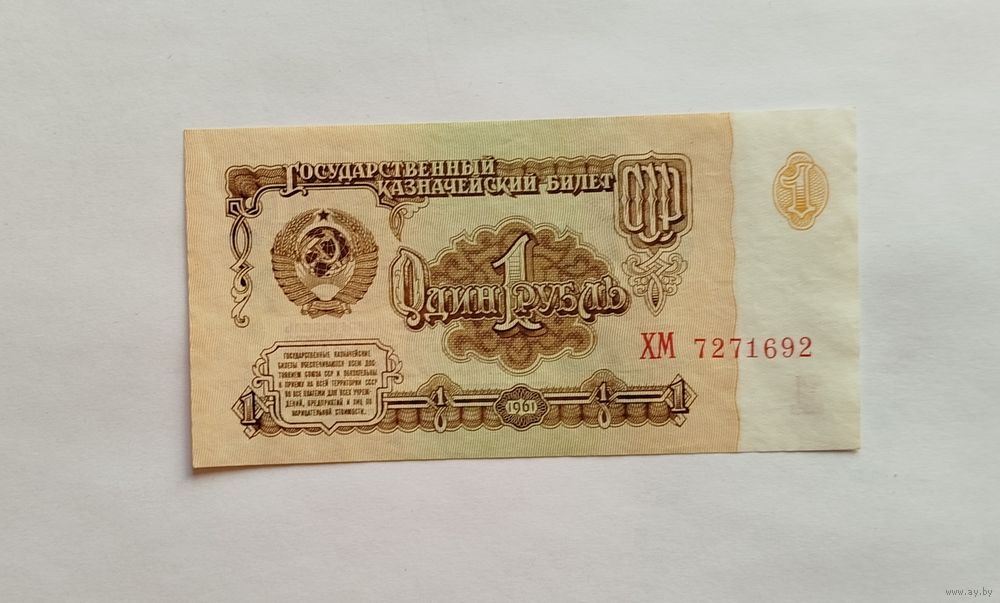 ГОСУДАРСТВЕННЫЙ
КАЗНАЧЕЙСКИЙ БИЛЕТ
СССР
1
ОДИН 1 РУБЛЬ
ХМ 7271692
ГОСУДАРСТВЕННЫЕ КАЗНАЧЕЙСКИЕ
БИЛЕТЫ ОБЕСПЕЧИВАЮТСЯ ВСЕМ ДОС-
ТОЯНИЕМ СОЮЗА ССР И ОБЯЗАТЕЛЬНЫ
К ПРИЕМУ НА ВСЕЙ ТЕРРИТОРИИ СССР
ВО ВСЕ ПЛАТЕЖИ ДЛЯ ВСЕХ УЧРЕЖ-
ДЕНИЙ, ПРЕДПРИЯТИЙ И ЛИЦ ПО
НАРИЦАТЕЛЬНОЙ СТОИМОСТИ.
1 1 1961 1 1
www.ay.by